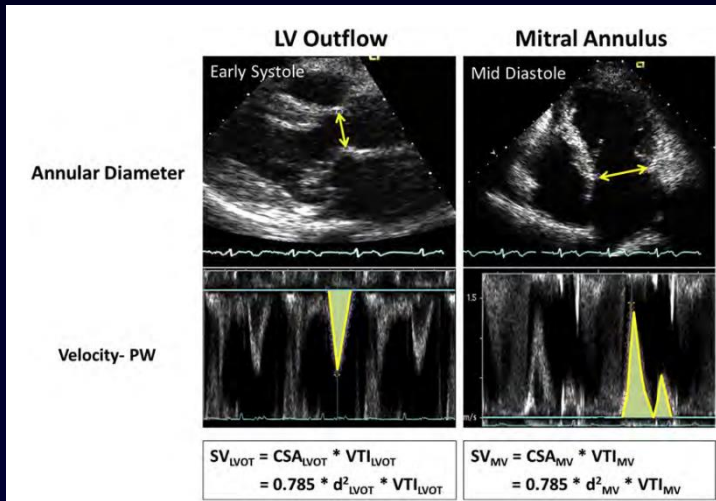 LV Outflow
Mitral Annulus
Early Systole
Mid Diastole
Annular Diameter
Velocity- PW
1.5
m/s
SV_LVOT = CSA_LVOT * VTI_LVOT
= 0.785 * d²_LVOT * VTI_LVOT
SV_MV = CSA_MV * VTI_MV
= 0.785 * d²_MV * VTI_MV